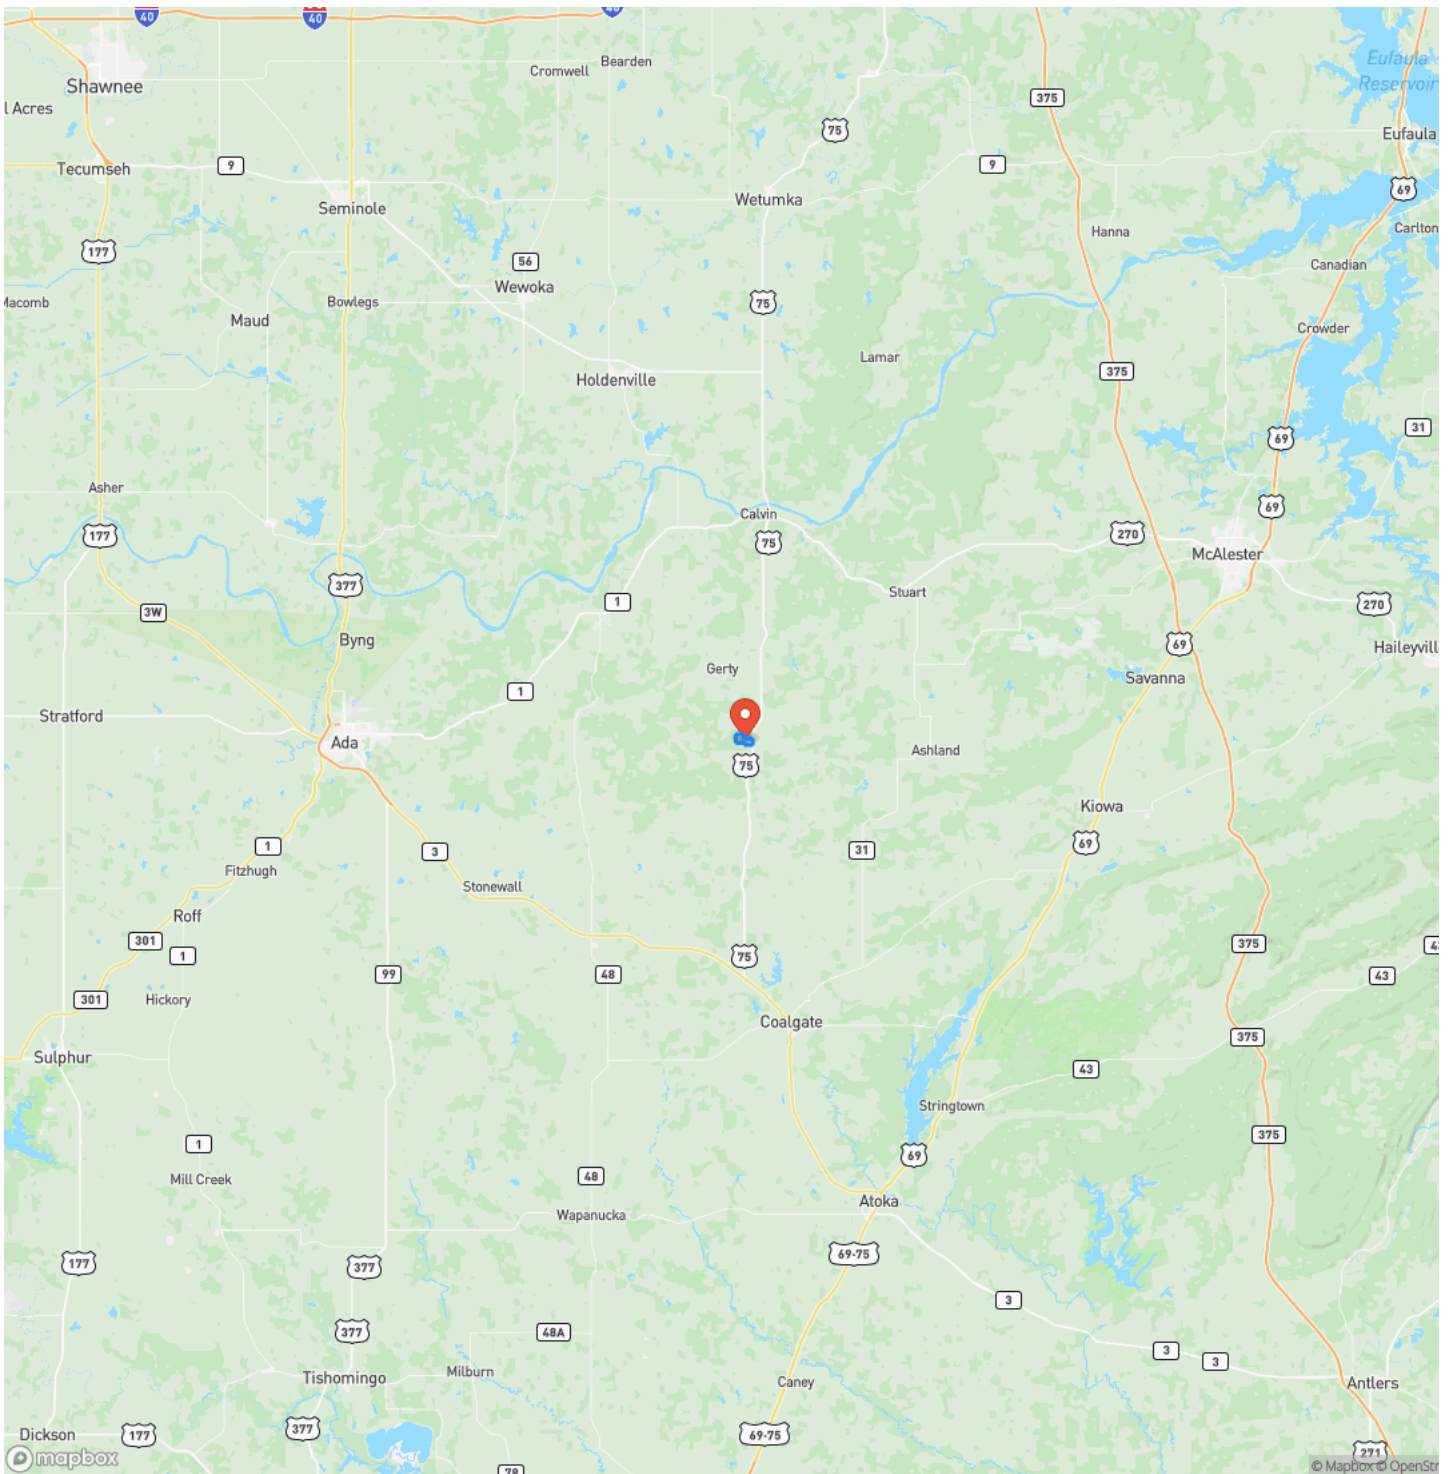 40
40
40
Bearden
Cromwell
Eufaula
Reservoir
Shawnee
375
l Acres
75
Eufaula
9
9
Tecumseh
69
Wetumka
Seminole
Carlton
Hanna
177
56
Canadian
Wewoka
Macomb
Bowlegs
75
Maud
Crowder
Lamar
375
Holdenville
31
69
Asher
69
Calvin
177
75
270
McAlester
377
Stuart
1
270
3W
Byng
69
Haileyvill
Gerty
Savanna
1
Stratford
Ada
Ashland
75
Kiowa
1
3
31
69
Fitzhugh
Stonewall
Roff
301
375
43
1
75
99
48
43
301
Hickory
Coalgate
375
Sulphur
43
Stringtown
375
1
69
48
Mill Creek
Atoka
Wapanucka
69-75
177
377
3
377
48A
3
3
Milburn
Tishomingo
Caney
Antlers
377
Dickson
177
69-75
271
mapbox
78
© Mapbox © OpenStr